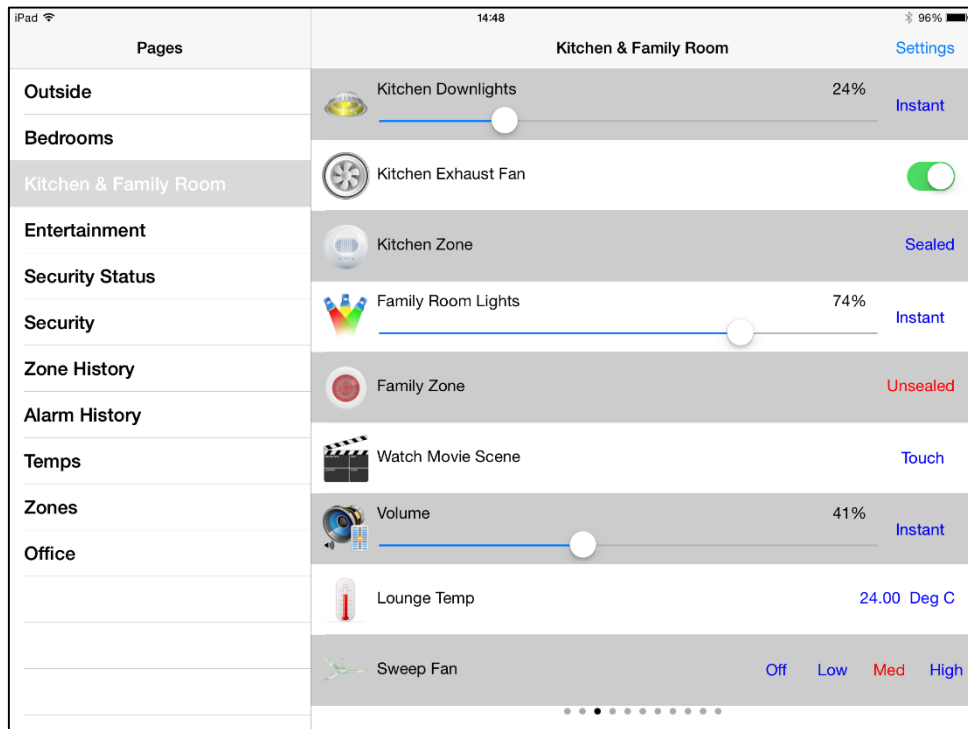 iPad 14:48 96%
Pages
Outside
Bedrooms
Kitchen & Family Room
Entertainment
Security Status
Security
Zone History
Alarm History
Temps
Zones
Office
Kitchen & Family Room Settings
Kitchen Downlights 24% Instant
Kitchen Exhaust Fan
Kitchen Zone Sealed
Family Room Lights 74% Instant
Family Zone Unsealed
Watch Movie Scene Touch
Volume 41% Instant
Lounge Temp 24.00 Deg C
Sweep Fan Off Low Med High